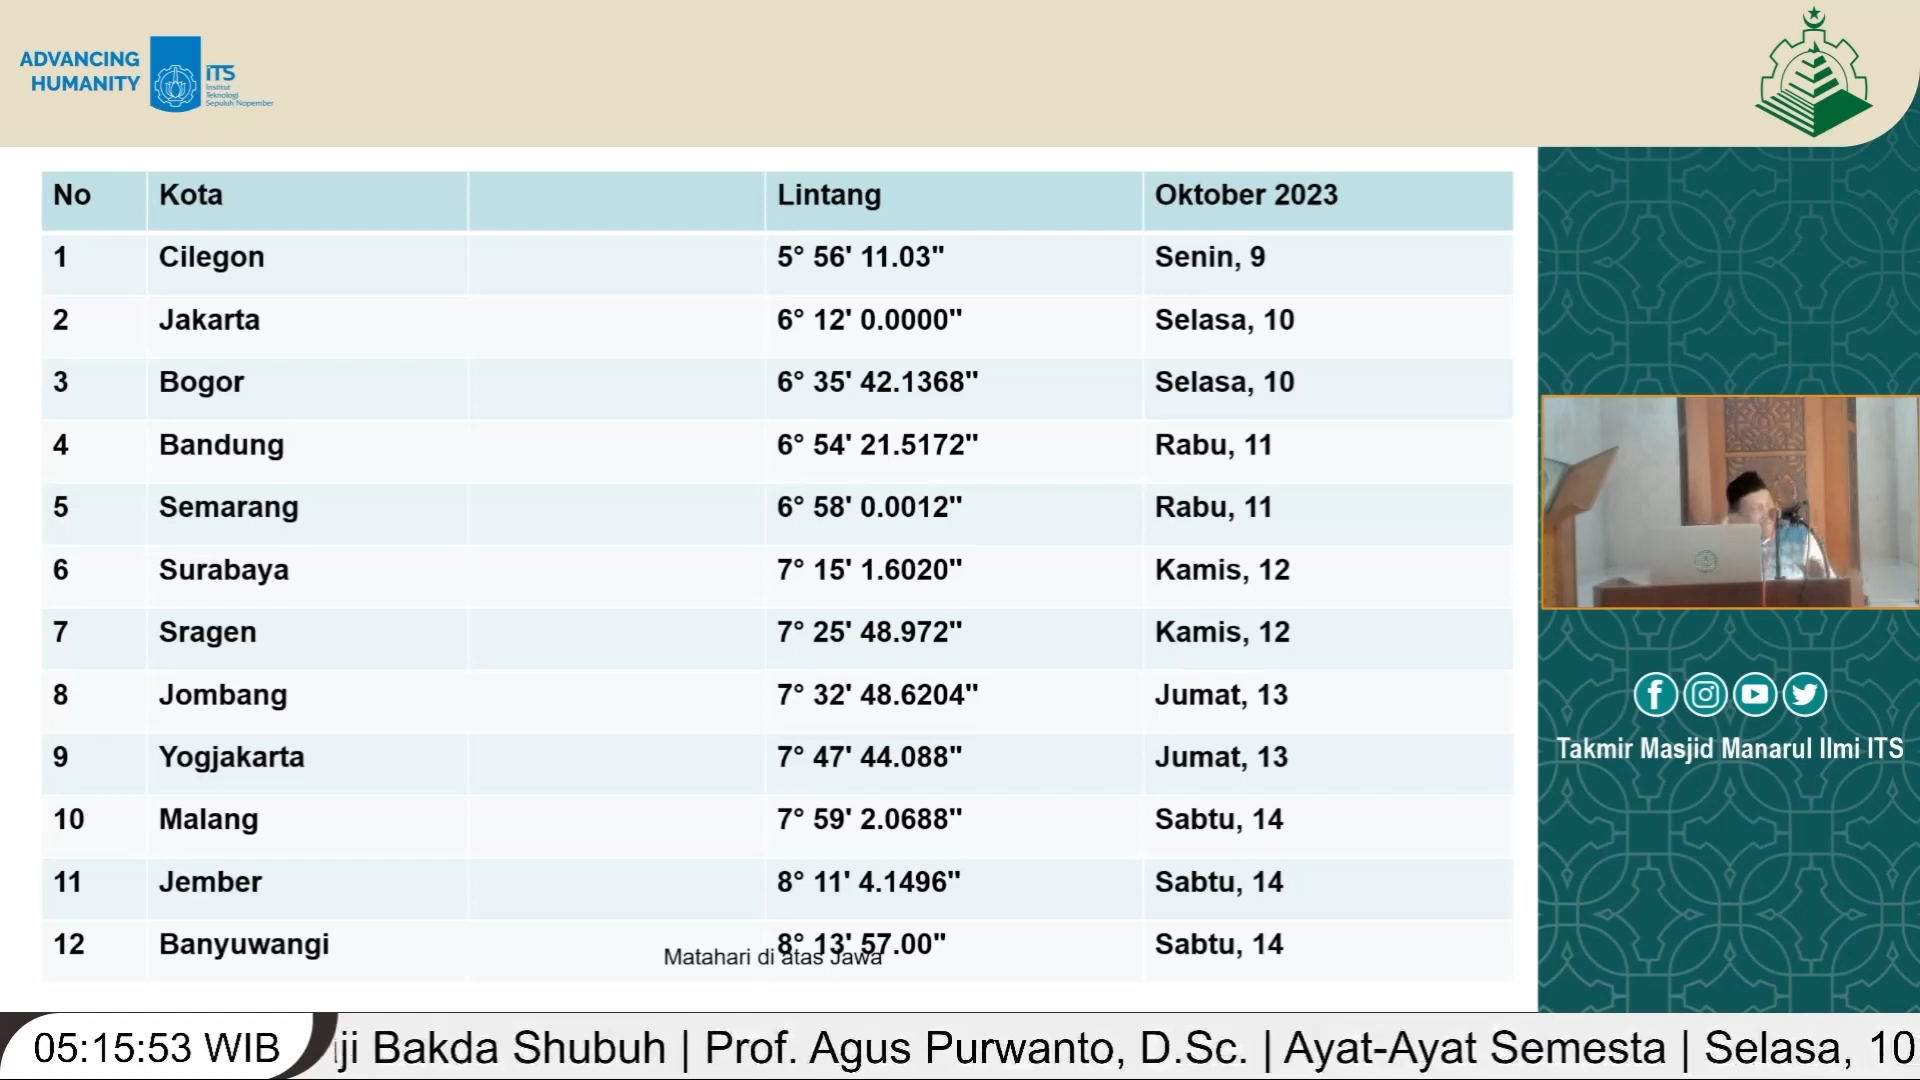 ADVANCING
HUMANITY
iTS
Institut
Teknologi
Sepuluh Nopember
No Kota Lintang Oktober 2023
1 Cilegon 5° 56' 11.03" Senin, 9
2 Jakarta 6° 12' 0.0000" Selasa, 10
3 Bogor 6° 35' 42.1368" Selasa, 10
4 Bandung 6° 54' 21.5172" Rabu, 11
5 Semarang 6° 58' 0.0012" Rabu, 11
6 Surabaya 7° 15' 1.6020" Kamis, 12
7 Sragen 7° 25' 48.972" Kamis, 12
8 Jombang 7° 32' 48.6204" Jumat, 13
9 Yogjakarta 7° 47' 44.088" Jumat, 13
10 Malang 7° 59' 2.0688" Sabtu, 14
11 Jember 8° 11' 4.1496" Sabtu, 14
12 Banyuwangi 8° 13' 57.00" Sabtu, 14
Matahari di atas Jawa
Takmir Masjid Manarul Ilmi ITS
05:15:53 WIB ji Bakda Shubuh | Prof. Agus Purwanto, D.Sc. | Ayat-Ayat Semesta | Selasa, 10